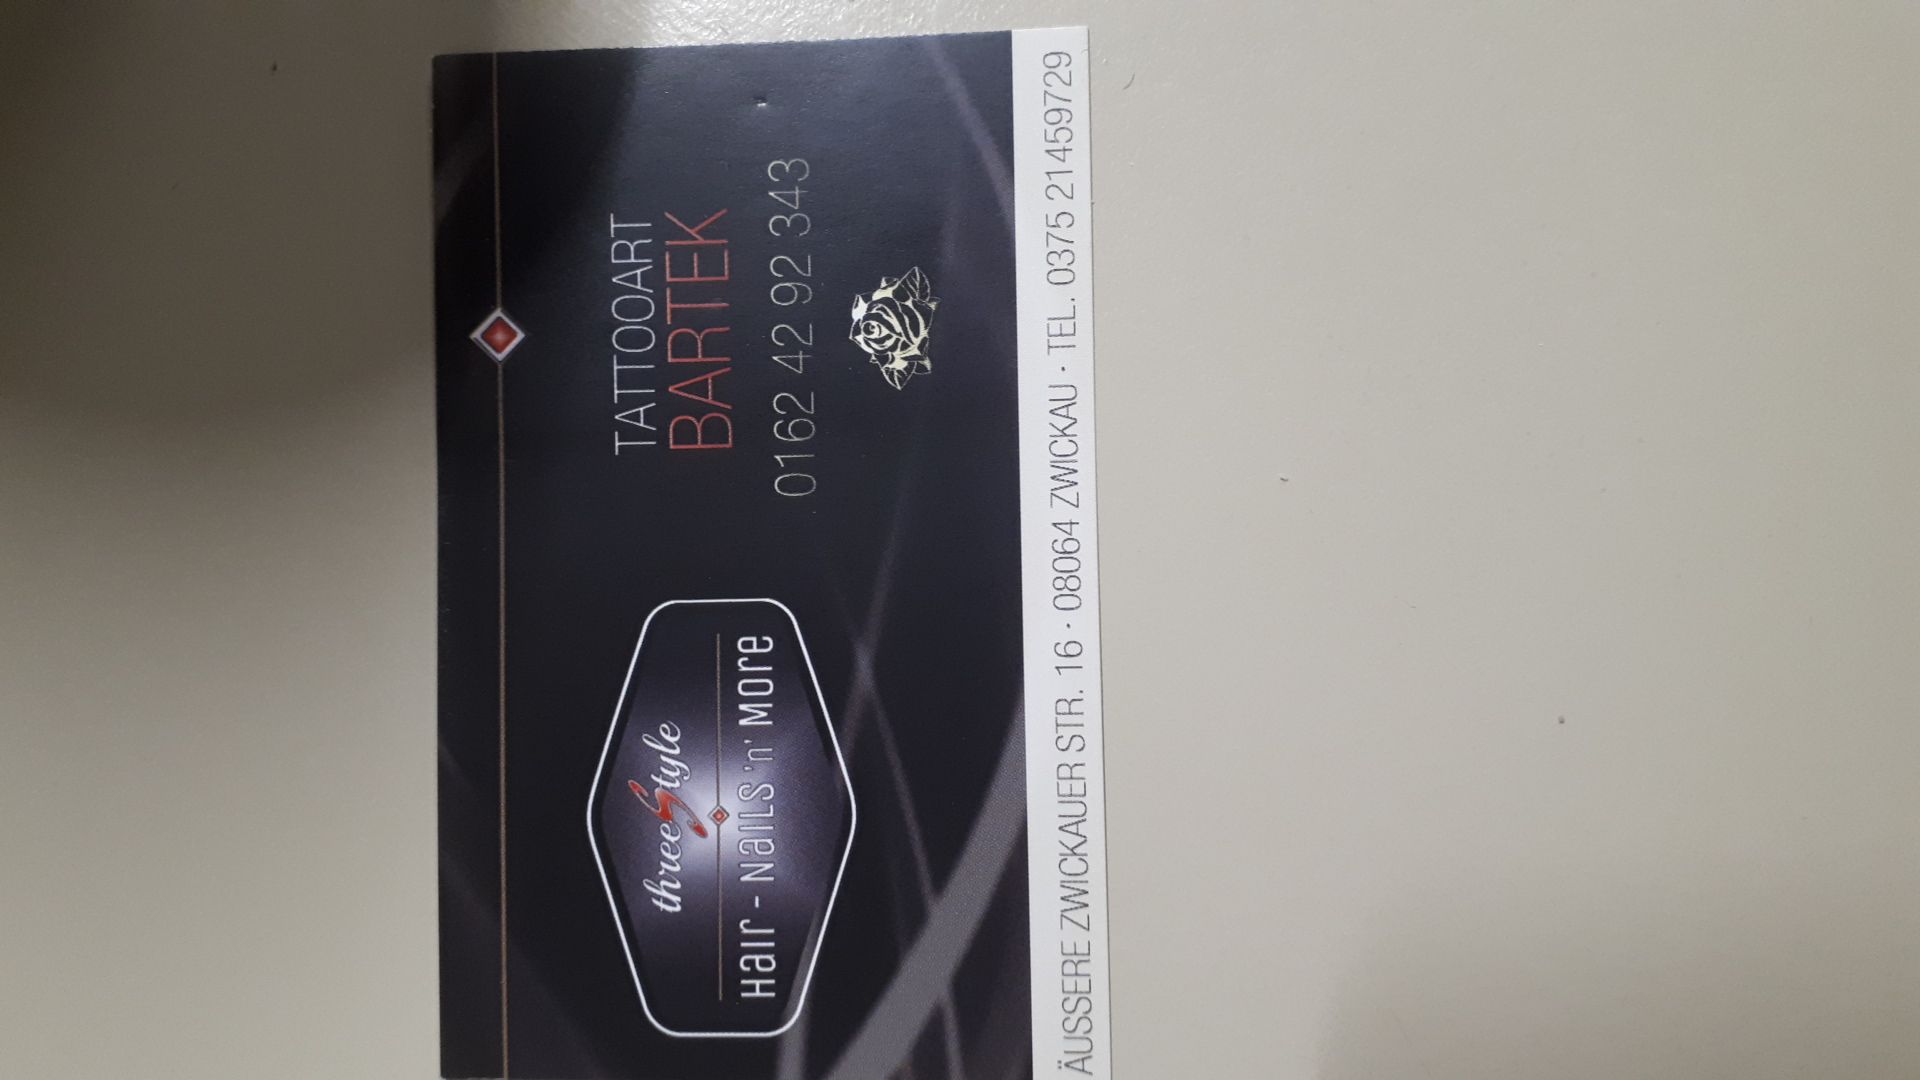 threeStyle
Hair - Nails 'n' More
TATTOOART
BARTEK
0162 42 92 343
ÄUSSERE ZWICKAUER STR. 16 · 08064 ZWICKAU · TEL. 0375 21459729